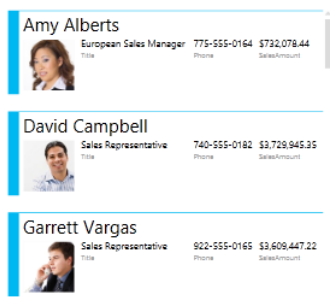 Amy Alberts
European Sales Manager 775-555-0164 $732,078.44
Title Phone SalesAmount
David Campbell
Sales Representative 740-555-0182 $3,729,945.35
Title Phone SalesAmount
Garrett Vargas
Sales Representative 922-555-0165 $3,609,447.22
Title Phone SalesAmount